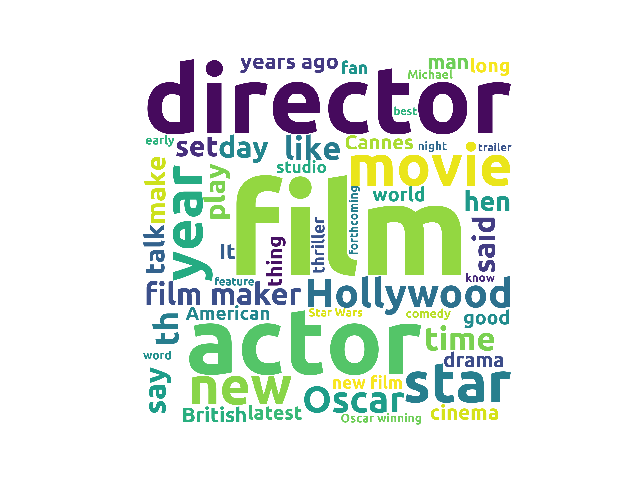 years ago
fan
man
long
Michael
director
best
early
set
day
like
Cannes
night
movie
trailer
studio
make
play
film
world
hen
talk
year
It
thing
thriller
forthcoming
said
know
feature
film maker
Hollywood
th
American
Star Wars
comedy
good
actor
time
word
drama
say
new
new film
star
Oscar
British
latest
Oscar winning
cinema